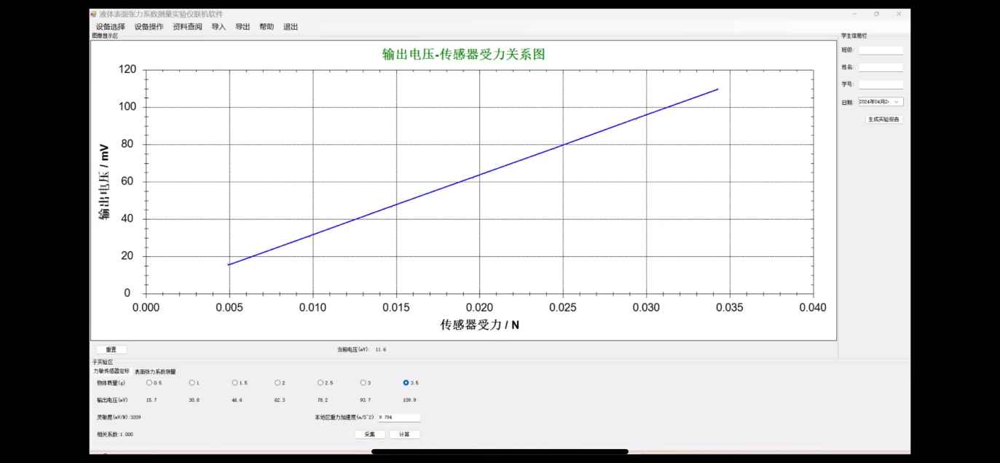 液体表面张力系数测量实验仪联机软件
设备选择 设备操作 资料查阅 导入 导出 帮助 退出
图像显示区
学生信息栏
班级:
姓名:
学号:
日期: 2024年04月2
生成实验报告
输出电压-传感器受力关系图
输出电压 / mV
120
100
80
60
40
20
0
0.000 0.005 0.010 0.015 0.020 0.025 0.030 0.035 0.040
传感器受力 / N
重置 当前电压(mV): 11.6
子实验区
力敏传感器定标 表面张力系数测量
物体质量(g) 0.5 1 1.5 2 2.5 3 3.5
输出电压(mV) 15.7 30.8 46.6 62.3 78.2 93.7 109.9
灵敏度(mV/N):3209 本地区重力加速度(m/S^2) 9.794
相关系数:1.000 采集 计算